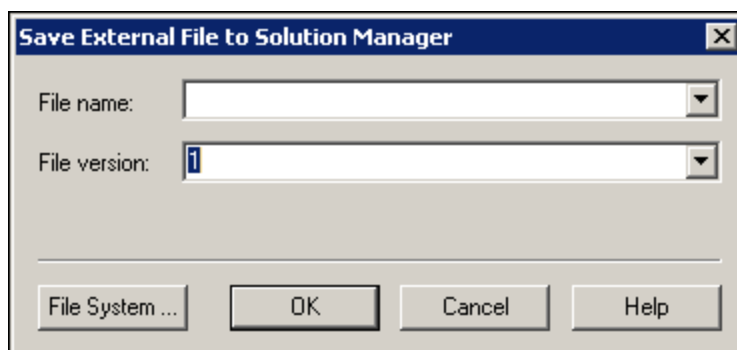 Save External File to Solution Manager
File name:
File version: 1
File System ... OK Cancel Help